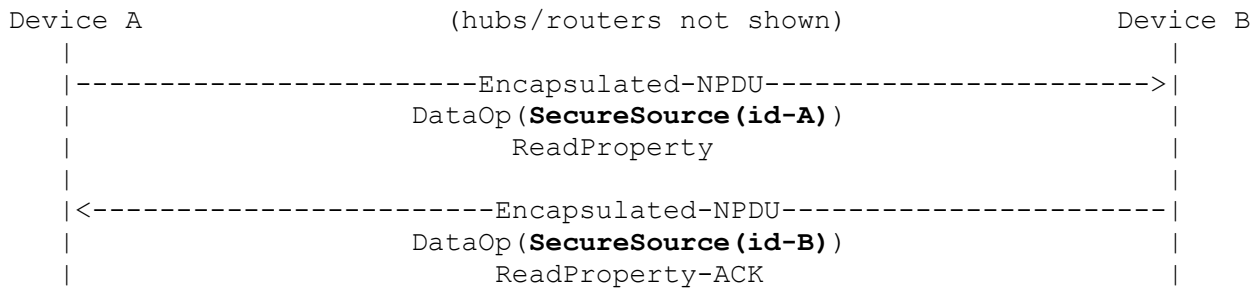 Device A (hubs/routers not shown) Device B
| |
|------------------------Encapsulated-NPDU----------------------->|
| DataOp(SecureSource(id-A)) |
| ReadProperty |
| |
|<------------------------Encapsulated-NPDU-----------------------|
| DataOp(SecureSource(id-B)) |
| ReadProperty-ACK |